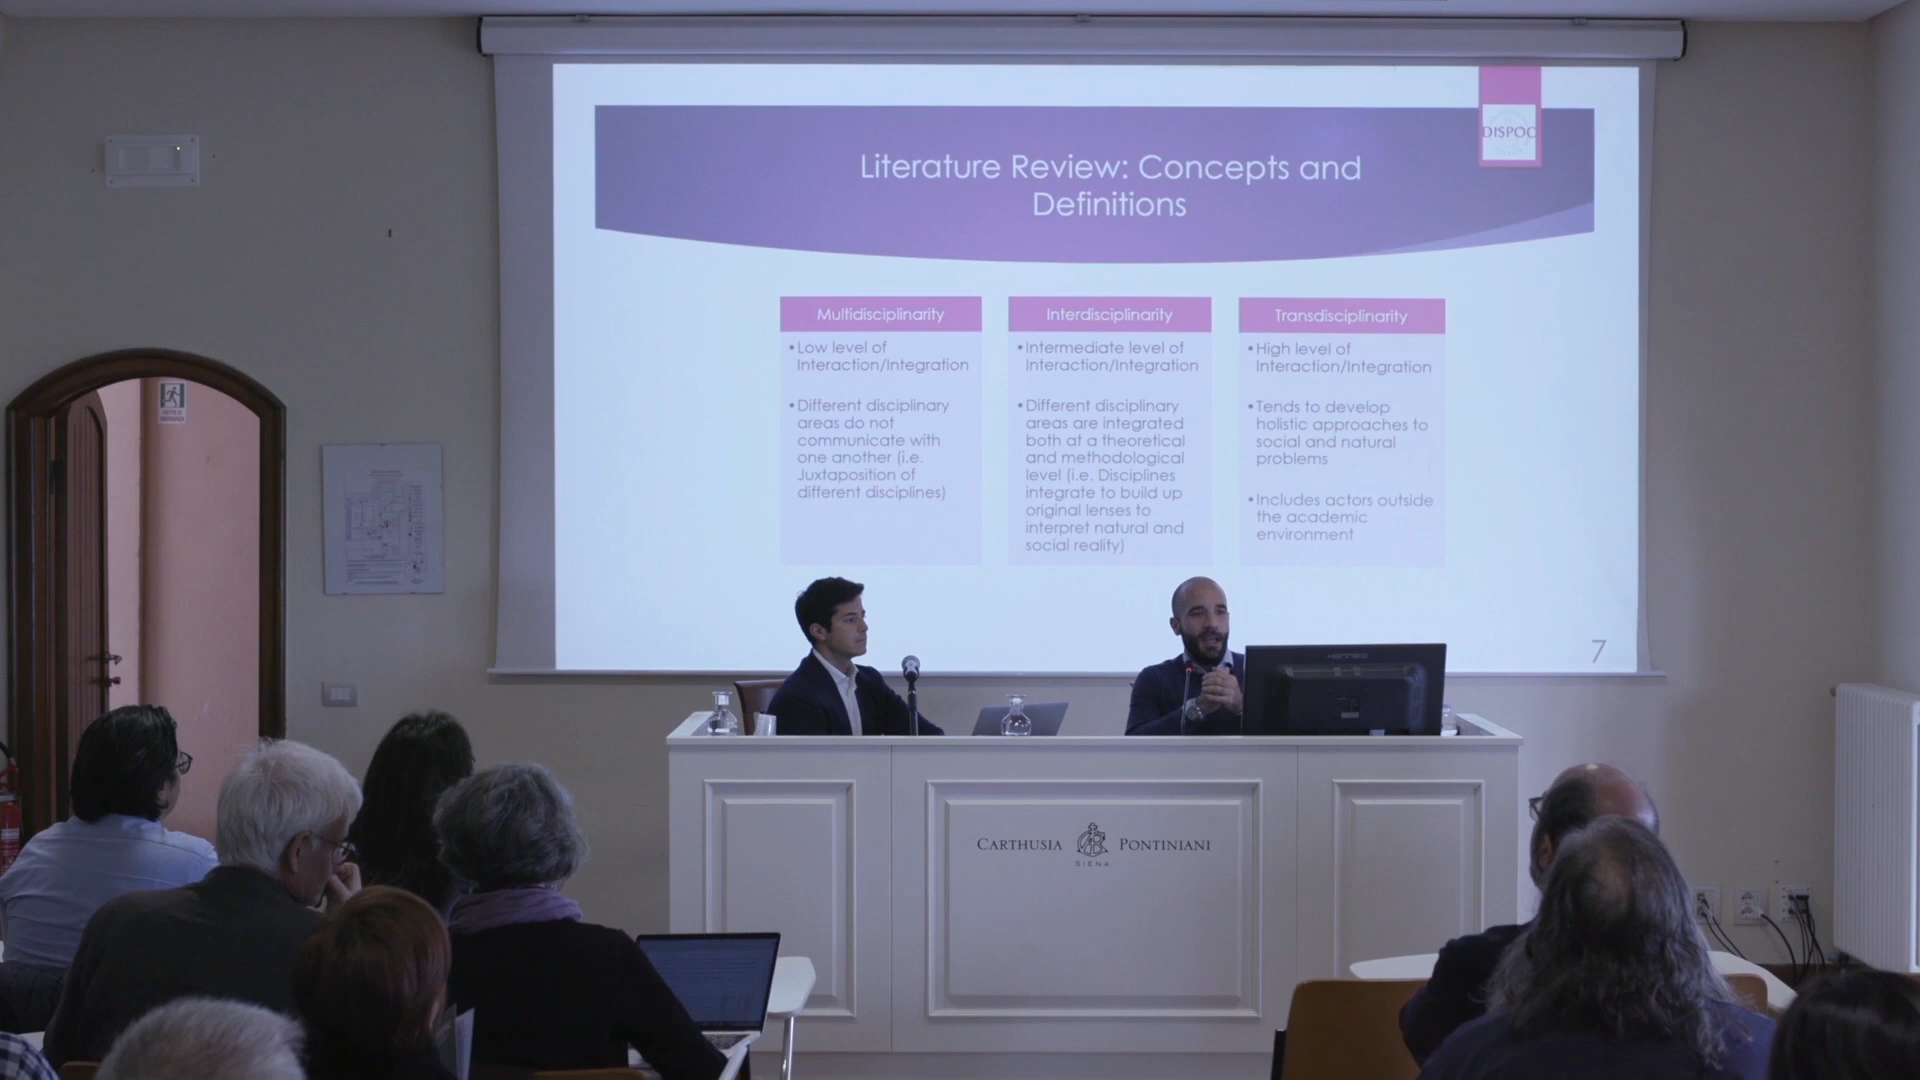 DISPOC
Literature Review: Concepts and
Definitions
Multidisciplinarity
•Low level of
Interaction/Integration
•Different disciplinary
areas do not
communicate with
one another (i.e.
Juxtaposition of
different disciplines)
Interdisciplinarity
•Intermediate level of
Interaction/Integration
•Different disciplinary
areas are integrated
both at a theoretical
and methodological
level (i.e. Disciplines
integrate to build up
original lenses to
interpret natural and
social reality)
Transdisciplinarity
•High level of
Interaction/Integration
•Tends to develop
holistic approaches to
social and natural
problems
•Includes actors outside
the academic
environment
7
HANNS.G
CARTHUSIA PONTINIANI
SIENA